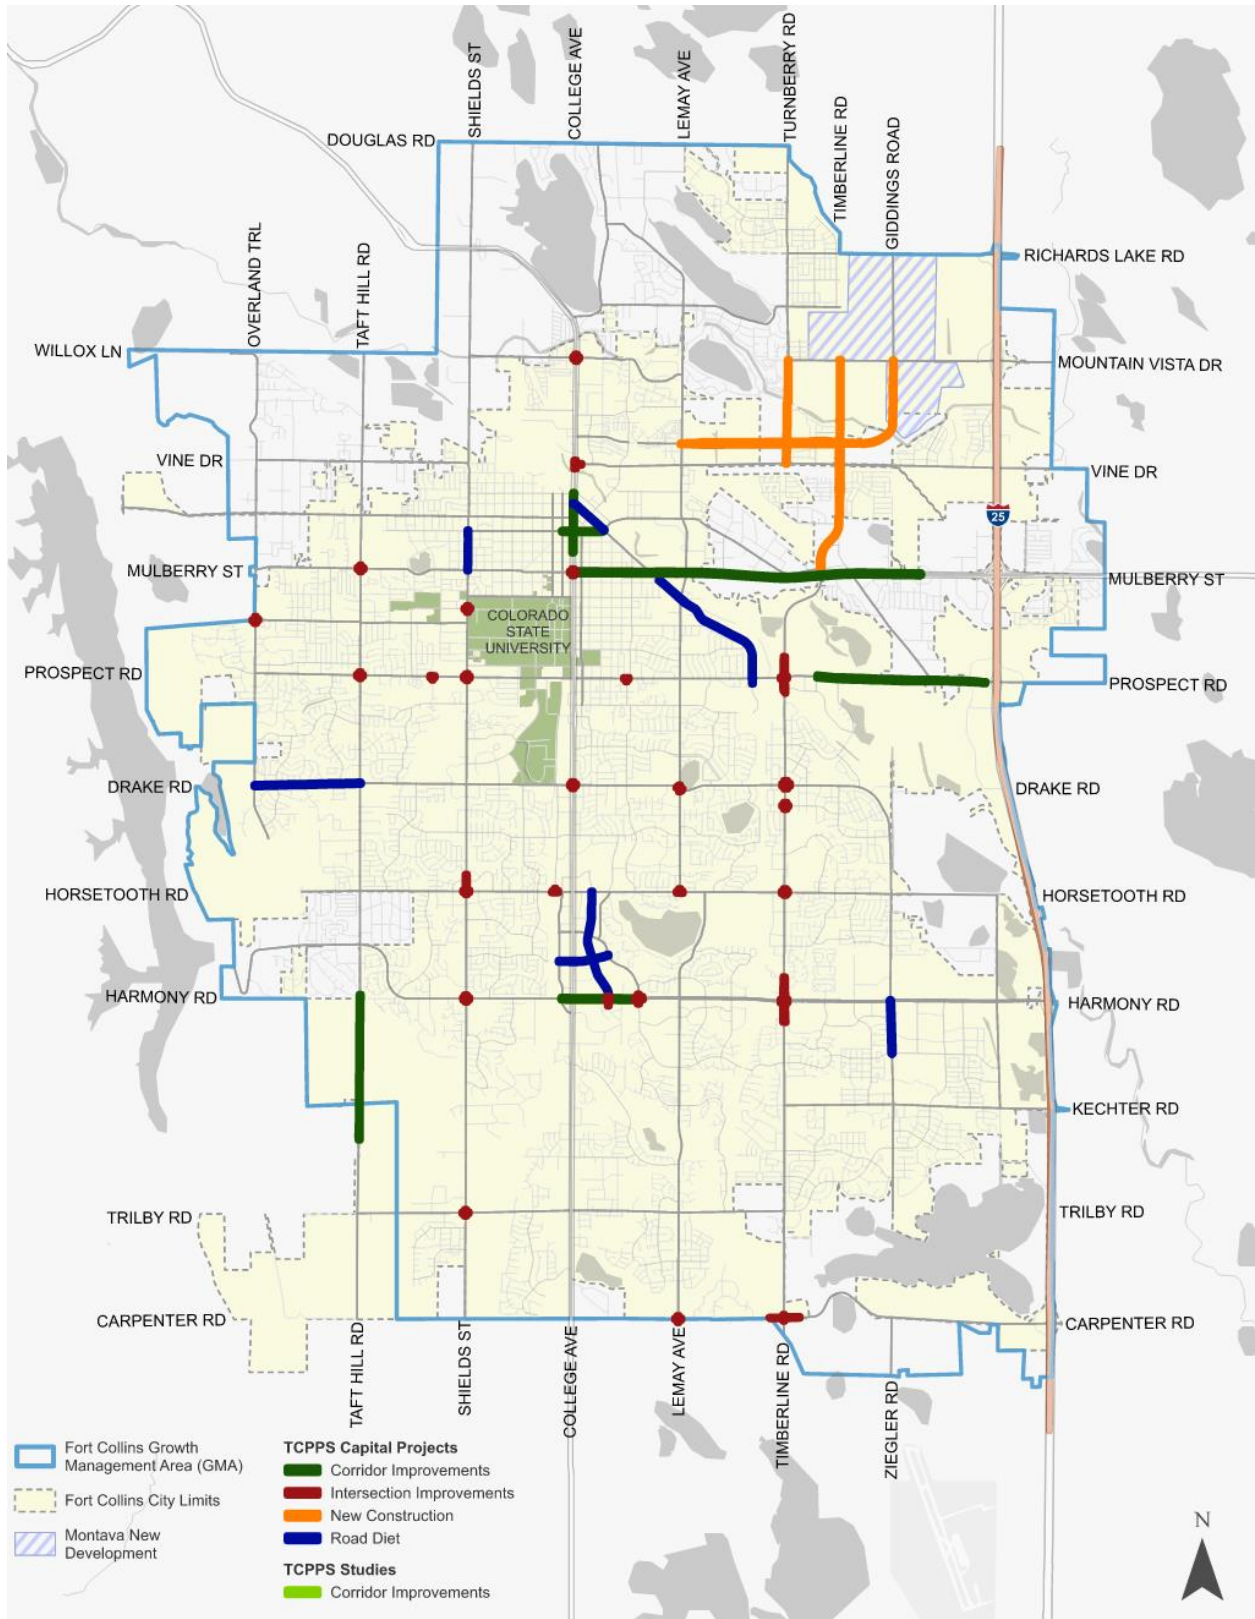 SHIELDS ST
COLLEGE AVE
LEMAY AVE
TURNBERRY RD
TIMBERLINE RD
GIDDINGS ROAD
DOUGLAS RD
OVERLAND TRL
TAFT HILL RD
RICHARDS LAKE RD
WILLOX LN
MOUNTAIN VISTA DR
VINE DR
VINE DR
25
MULBERRY ST
MULBERRY ST
COLORADO
STATE
UNIVERSITY
PROSPECT RD
PROSPECT RD
DRAKE RD
DRAKE RD
HORSETOOTH RD
HORSETOOTH RD
HARMONY RD
HARMONY RD
KECHTER RD
TRILBY RD
TRILBY RD
CARPENTER RD
CARPENTER RD
TAFT HILL RD
SHIELDS ST
COLLEGE AVE
LEMAY AVE
TIMBERLINE RD
ZIEGLER RD
Fort Collins Growth
Management Area (GMA)
Fort Collins City Limits
Montava New
Development
TCPPS Capital Projects
Corridor Improvements
Intersection Improvements
New Construction
Road Diet
TCPPS Studies
Corridor Improvements
N